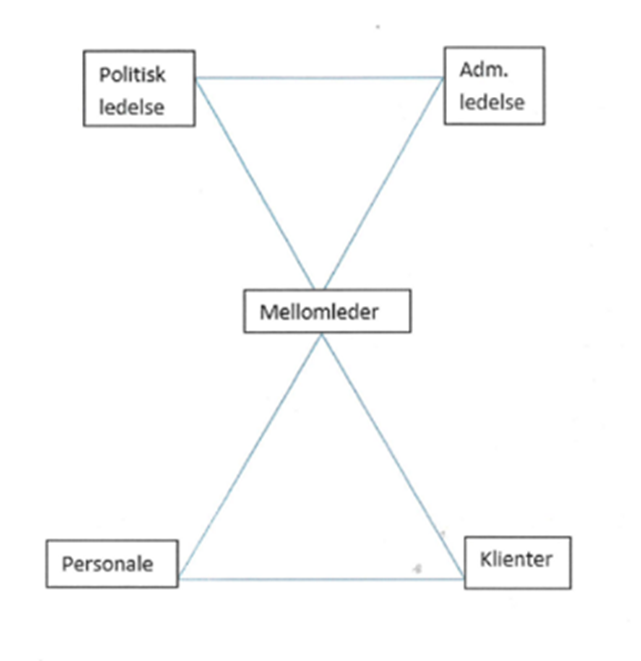 Politisk
ledelse
Adm.
ledelse
Mellomleder
Personale
Klienter